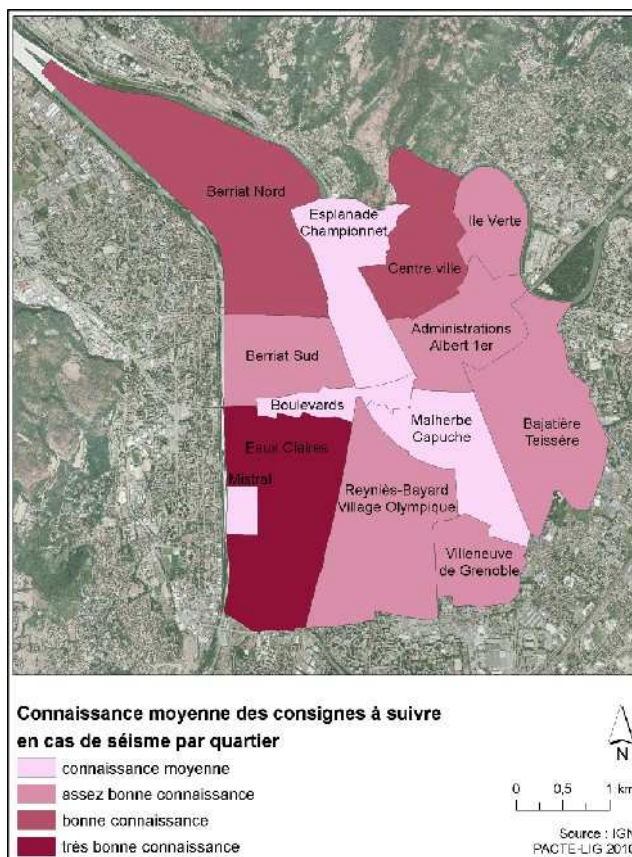 Berriat Nord
Esplanade
Championnet
Ile Verte
Centre ville
Administrations
Albert 1er
Berriat Sud
Boulevards
Malherbe
Capuche
Bajatière
Teissère
Eaux Claires
Mistral
Reyniès-Bayard
Village Olympique
Villeneuve
de Grenoble
Connaissance moyenne des consignes à suivre
en cas de séisme par quartier
connaissance moyenne
assez bonne connaissance
bonne connaissance
très bonne connaissance
N
0 0,5 1 km
Source : IGN
PACTE-LIG 2010